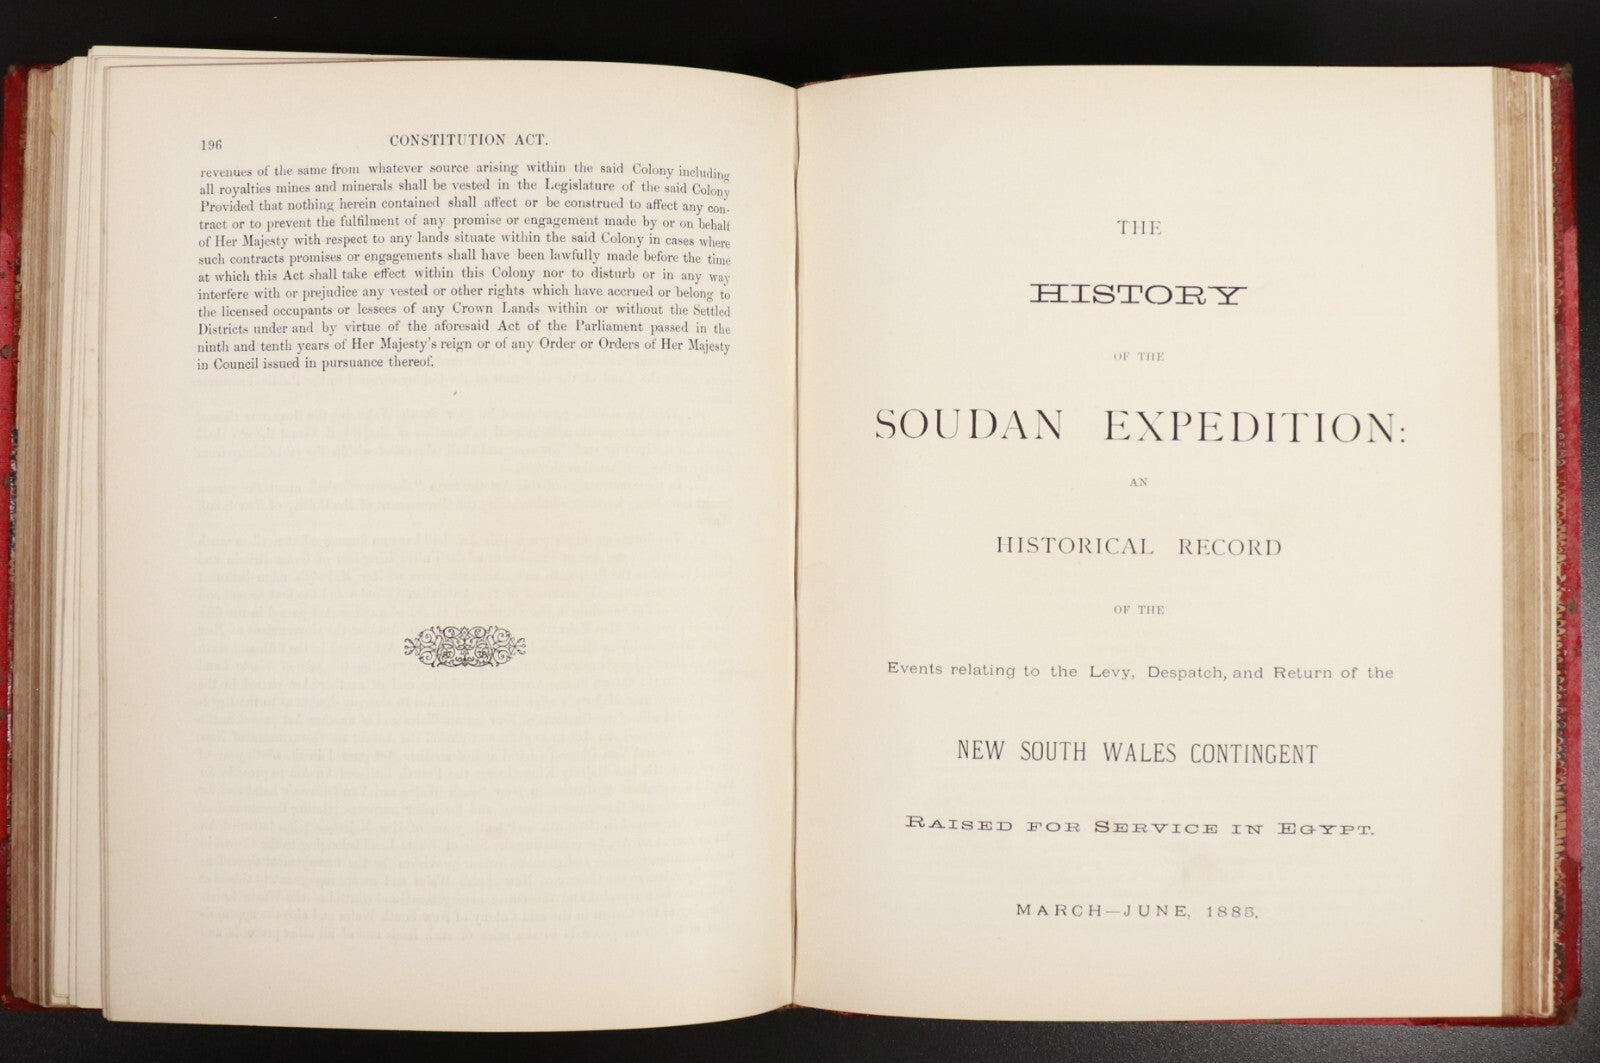 196
CONSTITUTION ACT.
revenues of the same from whatever source arising within the said Colony including
all royalties mines and minerals shall be vested in the Legislature of the said Colony
Provided that nothing herein contained shall affect or be construed to affect any con-
tract or to prevent the fulfilment of any promise or engagement made by or on behalf
of Her Majesty with respect to any lands situate within the said Colony in cases where
such contracts promises or engagements shall have been lawfully made before the time
at which this Act shall take effect within this Colony nor to disturb or in any way
interfere with or prejudice any vested or other rights which have accrued or belong to
the licensed occupants or lessees of any Crown Lands within or without the Settled
Districts under and by virtue of the aforesaid Act of the Parliament passed in the
ninth and tenth years of Her Majesty's reign or of any Order or Orders of Her Majesty
in Council issued in pursuance thereof.
THE
HISTORY
OF THE
SOUDAN EXPEDITION:
AN
HISTORICAL RECORD
OF THE
Events relating to the Levy, Despatch, and Return of the
NEW SOUTH WALES CONTINGENT
RAISED FOR SERVICE IN EGYPT.
MARCH—JUNE, 1885.